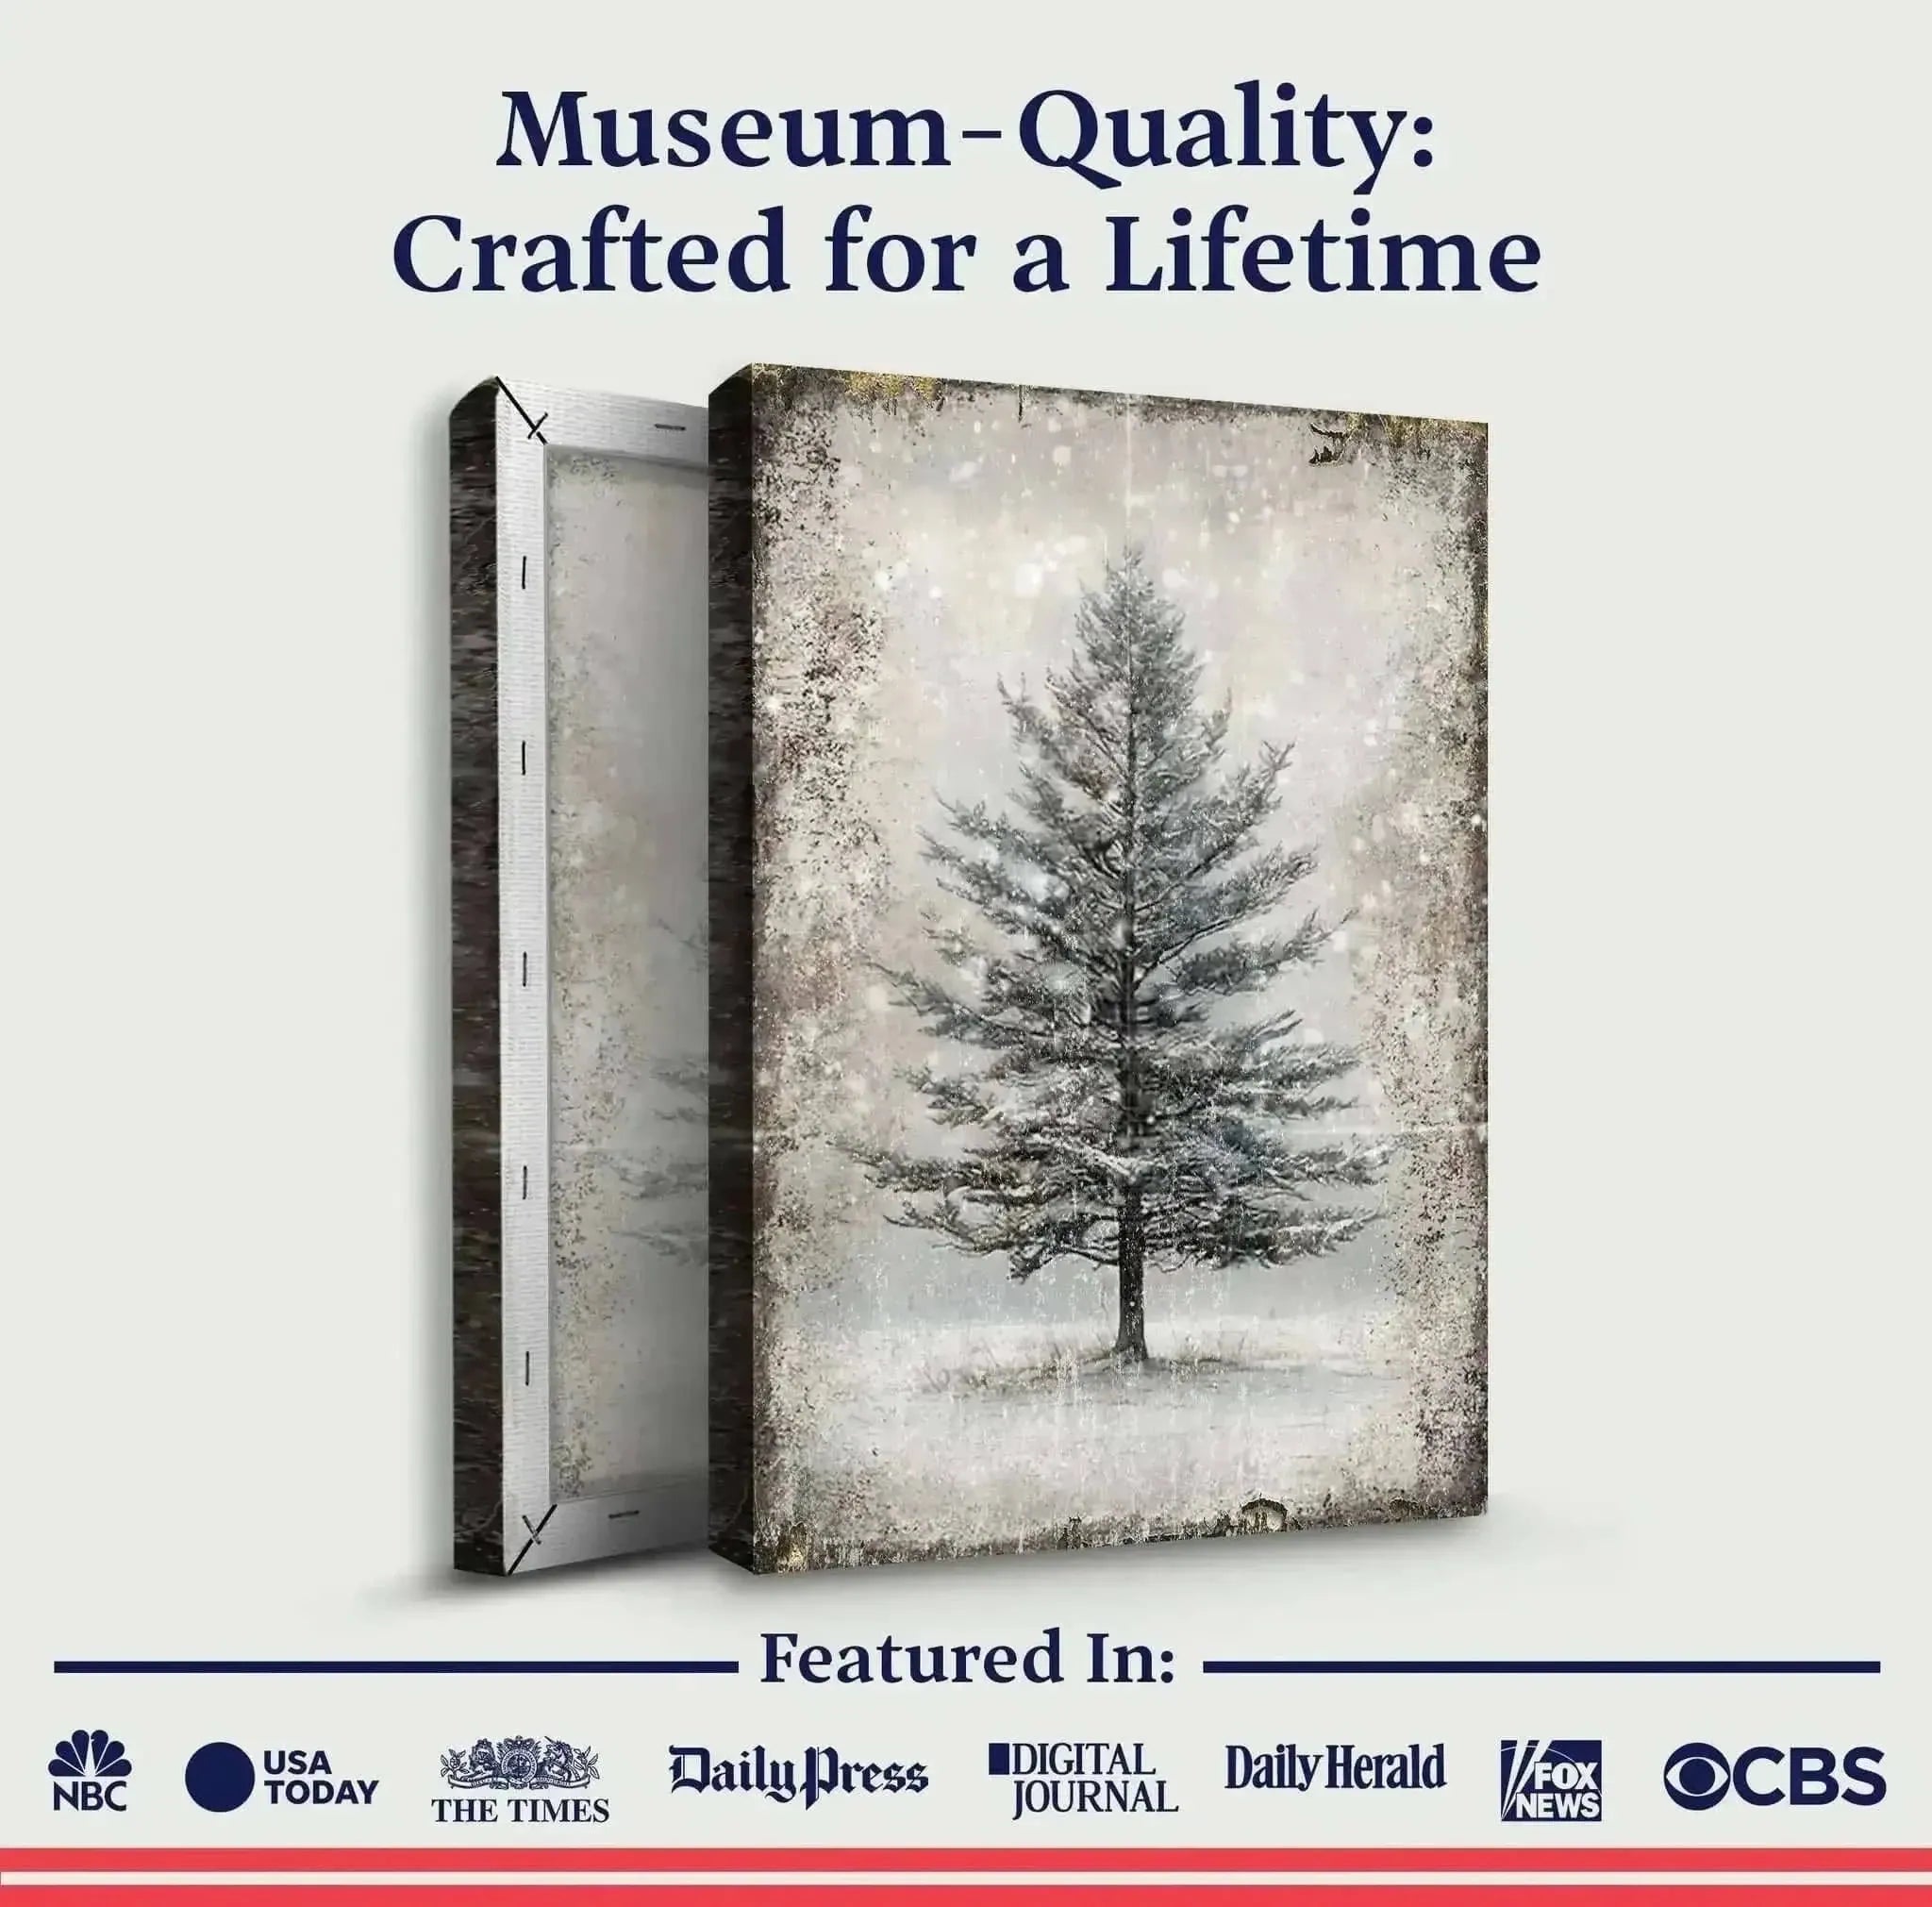 Museum-Quality:
Crafted for a Lifetime
Featured In:
NBC
USA
TODAY
THE TIMES
Daily Press
DIGITAL
JOURNAL
Daily Herald
FOX
NEWS
CBS